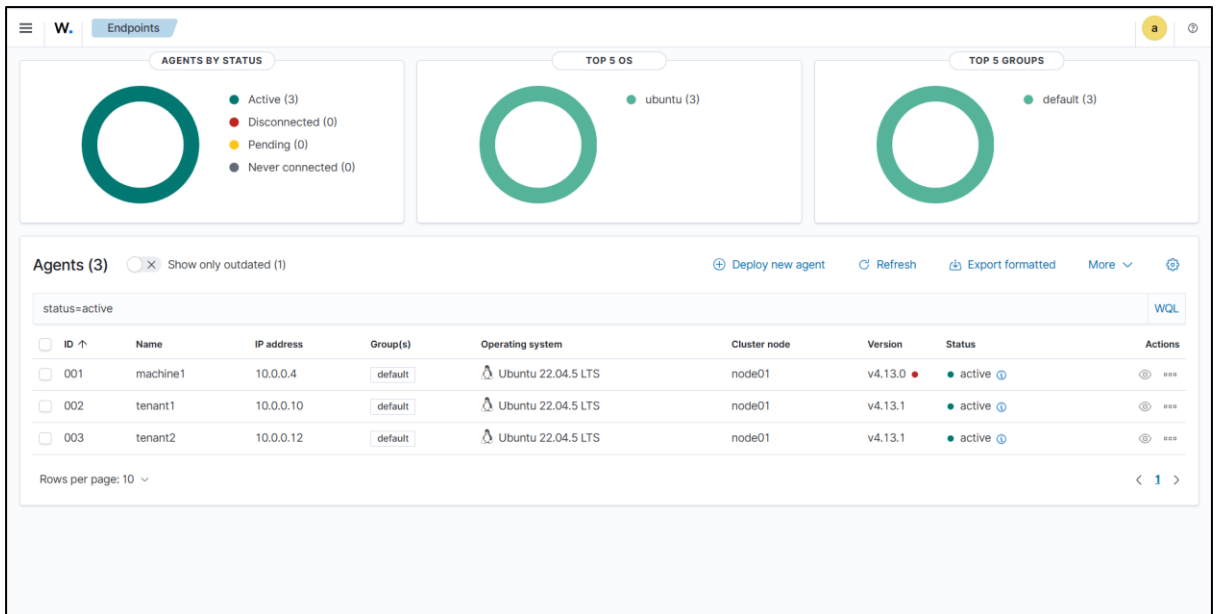 W. Endpoints a
AGENTS BY STATUS
Active (3)
Disconnected (0)
Pending (0)
Never connected (0)
TOP 5 OS
ubuntu (3)
TOP 5 GROUPS
default (3)
Agents (3) Show only outdated (1) Deploy new agent Refresh Export formatted More
status=active WQL
ID Name IP address Group(s) Operating system Cluster node Version Status Actions
001 machine1 10.0.0.4 default Ubuntu 22.04.5 LTS node01 v4.13.0 active
002 tenant1 10.0.0.10 default Ubuntu 22.04.5 LTS node01 v4.13.1 active
003 tenant2 10.0.0.12 default Ubuntu 22.04.5 LTS node01 v4.13.1 active
Rows per page: 10 1